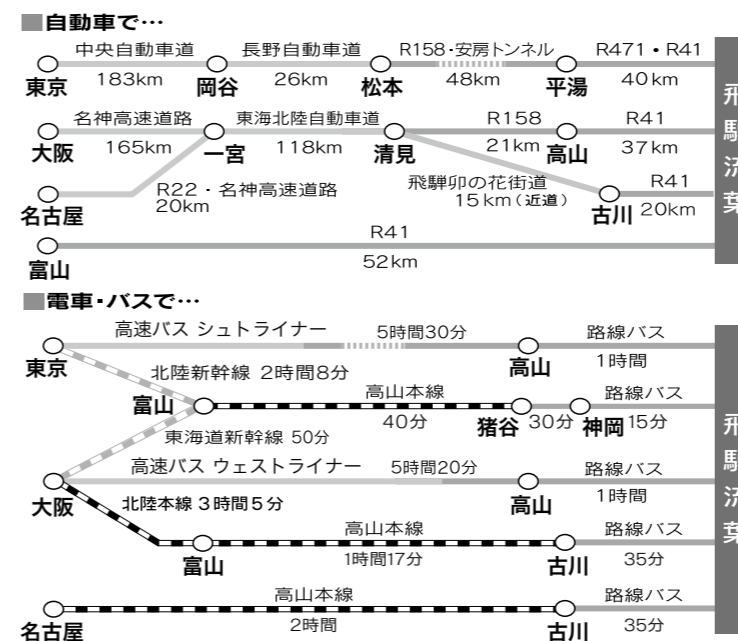 ■自動車で…
中央自動車道 長野自動車道 R158・安房トンネル R471・R41
東京 183km 岡谷 26km 松本 48km 平湯 40km
名神高速道路 東海北陸自動車道 R158 R41
大阪 165km 一宮 118km 清見 21km 高山 37km
R22・名神高速道路 飛騨卯の花街道 R41
名古屋 20km 15km(近道) 古川 20km
R41
富山 52km
飛騨流葉
■電車・バスで…
高速バス シュトライナー 5時間30分 路線バス
東京 高山 1時間
北陸新幹線 2時間8分 高山本線 路線バス
富山 40分 猪谷 30分 神岡 15分
東海道新幹線 50分
高速バス ウェストライナー 5時間20分 路線バス
大阪 高山 1時間
北陸本線 3時間5分
高山本線 路線バス
富山 1時間17分 古川 35分
高山本線 路線バス
名古屋 2時間 古川 35分
飛騨流葉